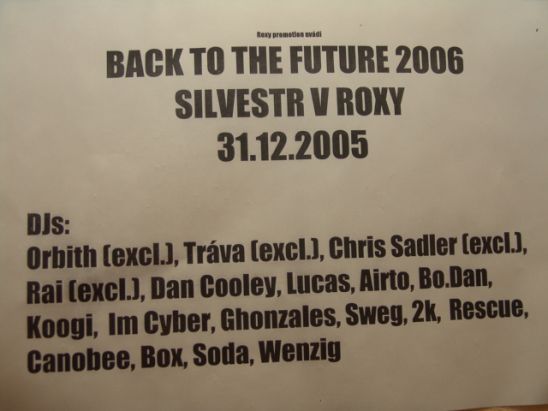 Roxy promotion uvádí
BACK TO THE FUTURE 2006
SILVESTR V ROXY
31.12.2005
DJs:
Orbith (excl.), Tráva (excl.), Chris Sadler (excl.),
Rai (excl.), Dan Cooley, Lucas, Airto, Bo.Dan,
Koogi, Im Cyber, Ghonzales, Sweg, 2k, Rescue,
Canobee, Box, Soda, Wenzig